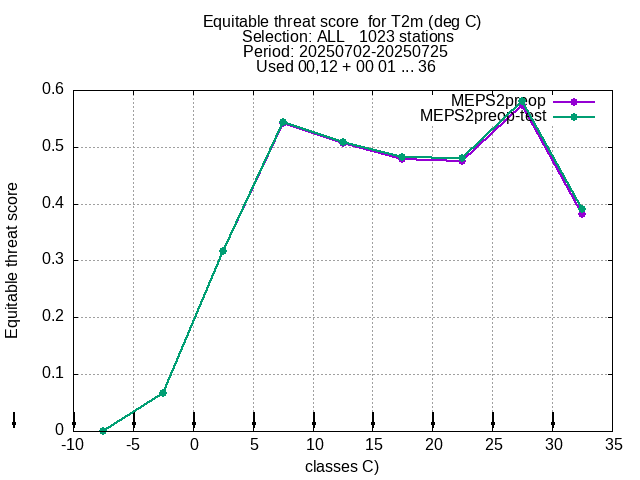 Equitable threat score  for T2m (deg C)
Selection: ALL   1023 stations
Period: 20250702-20250725
Used 00,12 + 00 01 ... 36
MEPS2preop
MEPS2preop-test
Equitable threat score
0.6
0.5
0.4
0.3
0.2
0.1
0
-10 -5 0 5 10 15 20 25 30 35
classes C)